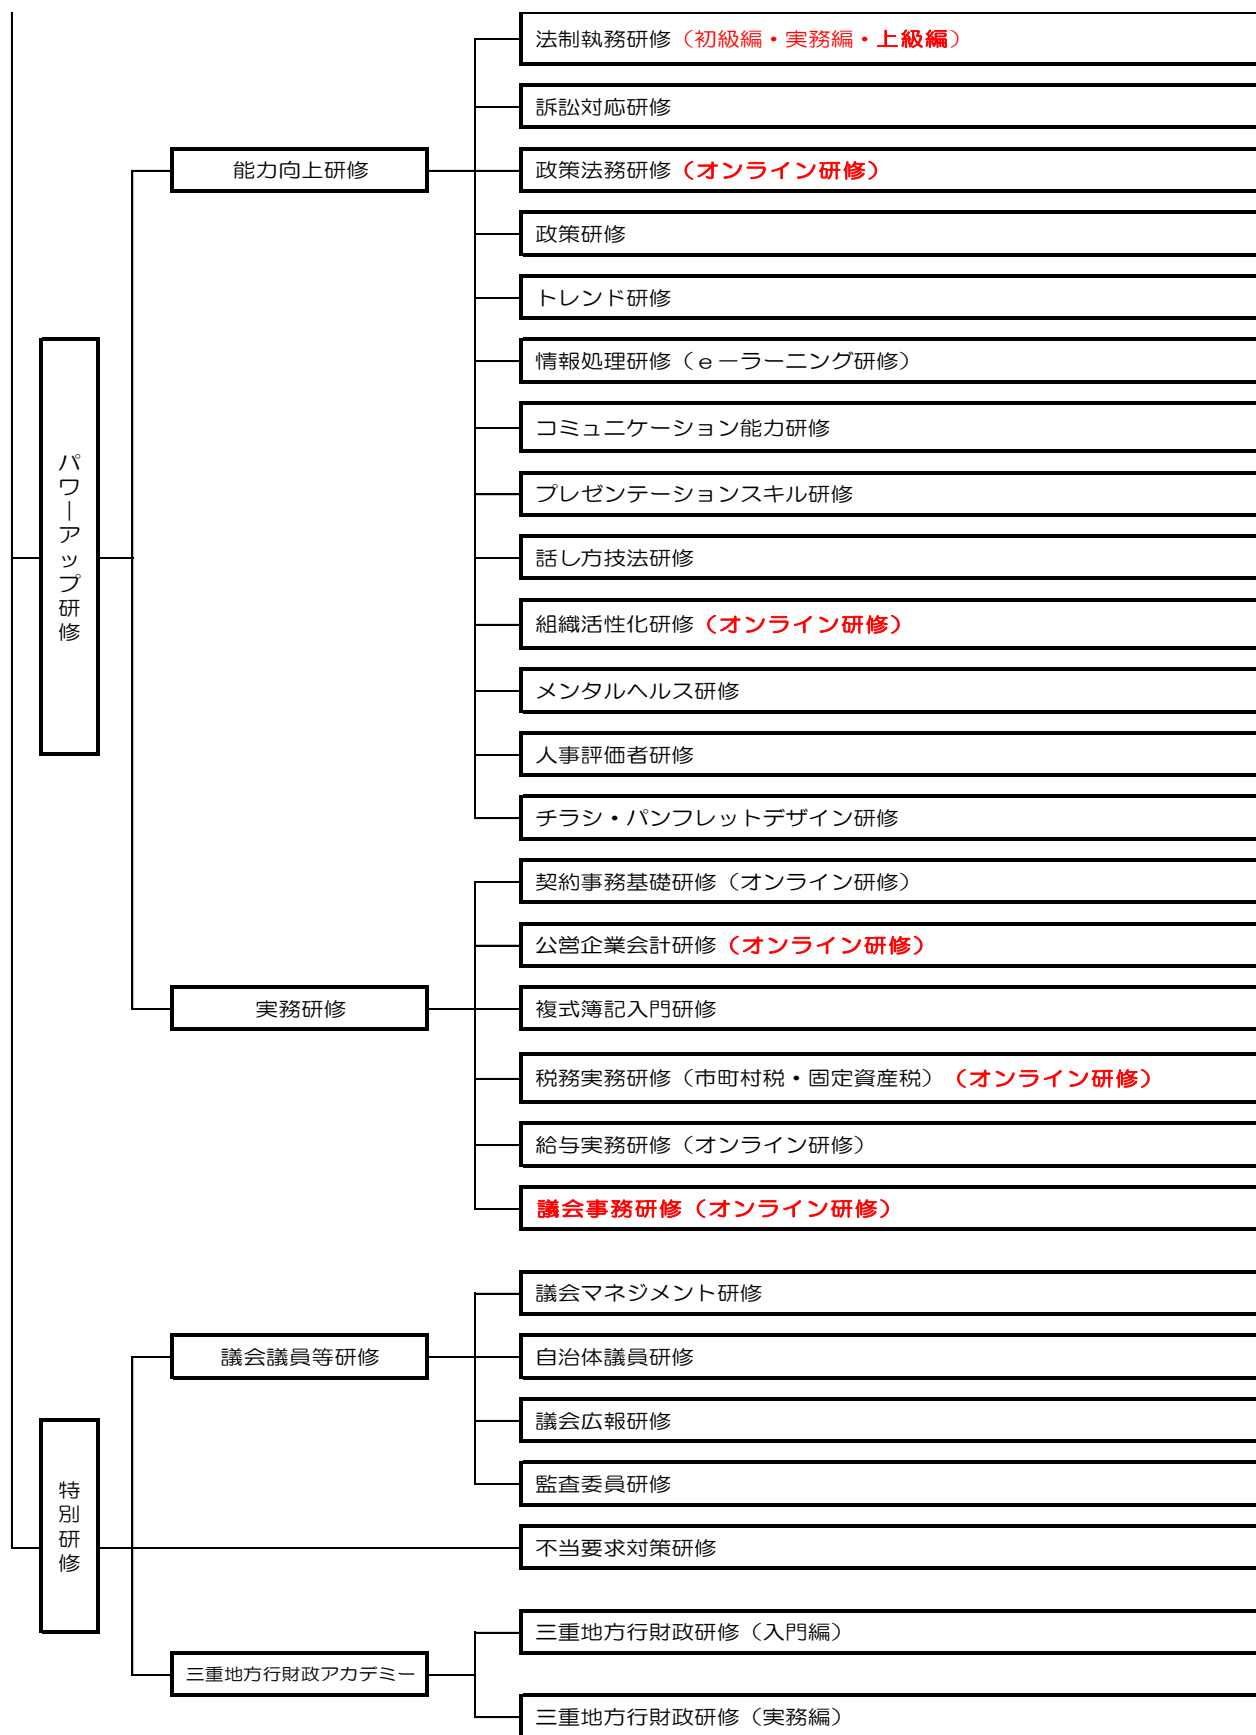 パワーアップ研修
能力向上研修
法制執務研修（初級編・実務編・上級編）
訴訟対応研修
政策法務研修（オンライン研修）
政策研修
トレンド研修
情報処理研修（ｅ－ラーニング研修）
コミュニケーション能力研修
プレゼンテーションスキル研修
話し方技法研修
組織活性化研修（オンライン研修）
メンタルヘルス研修
人事評価者研修
チラシ・パンフレットデザイン研修
実務研修
契約事務基礎研修（オンライン研修）
公営企業会計研修（オンライン研修）
複式簿記入門研修
税務実務研修（市町村税・固定資産税）（オンライン研修）
給与実務研修（オンライン研修）
議会事務研修（オンライン研修）
特別研修
議会議員等研修
議会マネジメント研修
自治体議員研修
議会広報研修
監査委員研修
不当要求対策研修
三重地方行財政アカデミー
三重地方行財政研修（入門編）
三重地方行財政研修（実務編）